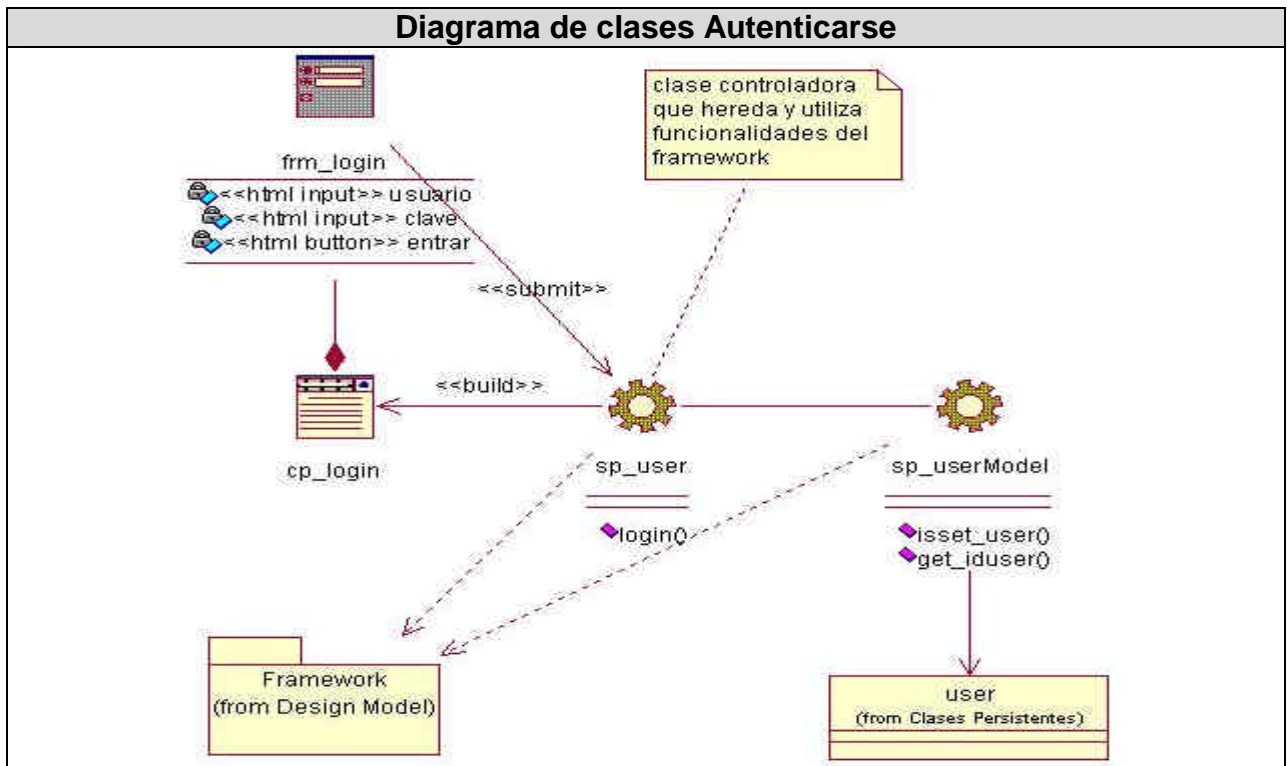 Diagrama de clases Autenticarse
clase controladora
que hereda y utiliza
funcionalidades del
framework
frm_login
<<html input>> usuario
<<html input>> clave
<<html button>> entrar
<<submit>>
<<build>>
cp_login
sp_user
sp_userModel
login()
isset_user()
get_iduser()
Framework
(from Design Model)
user
(from Clases Persistentes)